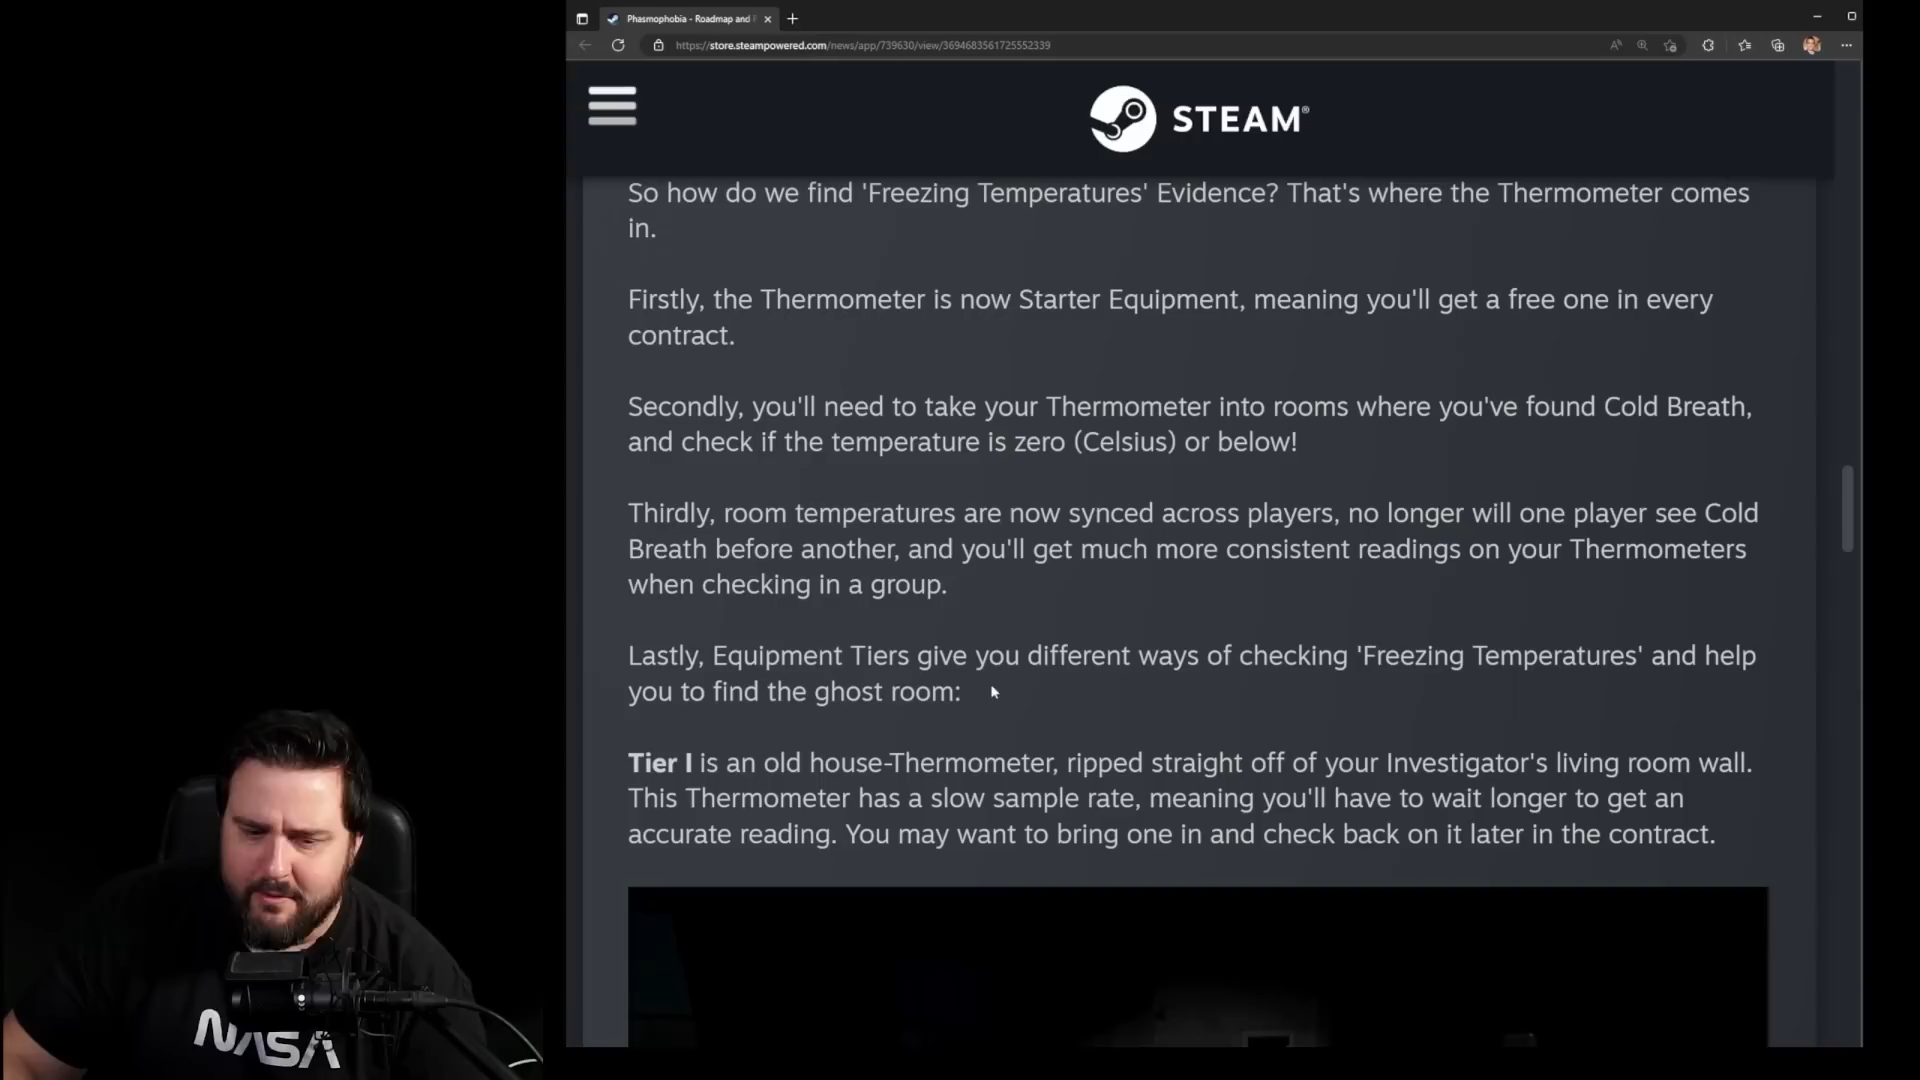 Phasmophobia - Roadmap and
https://store.steampowered.com/news/app/739630/view/3694683561725552339
STEAM®
So how do we find 'Freezing Temperatures' Evidence? That's where the Thermometer comes
in.
Firstly, the Thermometer is now Starter Equipment, meaning you'll get a free one in every
contract.
Secondly, you'll need to take your Thermometer into rooms where you've found Cold Breath,
and check if the temperature is zero (Celsius) or below!
Thirdly, room temperatures are now synced across players, no longer will one player see Cold
Breath before another, and you'll get much more consistent readings on your Thermometers
when checking in a group.
Lastly, Equipment Tiers give you different ways of checking 'Freezing Temperatures' and help
you to find the ghost room:
Tier I is an old house-Thermometer, ripped straight off of your Investigator's living room wall.
This Thermometer has a slow sample rate, meaning you'll have to wait longer to get an
accurate reading. You may want to bring one in and check back on it later in the contract.
NASA